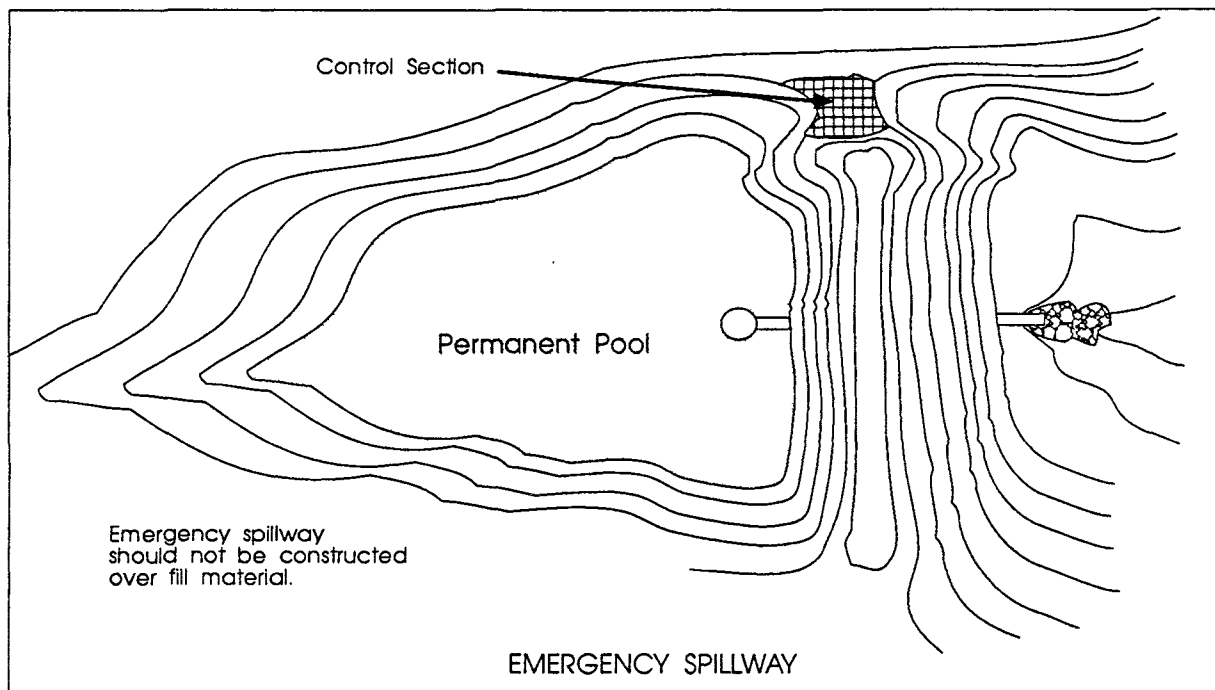 Control Section
Permanent Pool
Emergency spillway
should not be constructed
over fill material.
EMERGENCY SPILLWAY